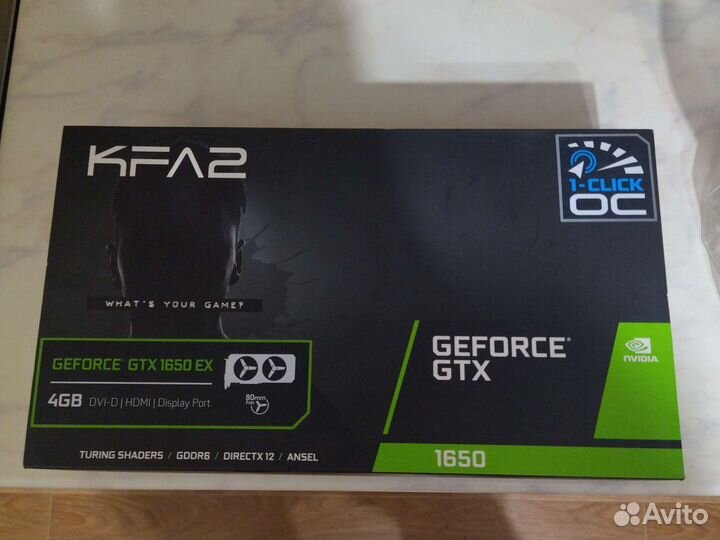 KFA2
1-CLICK
OC
WHAT'S YOUR GAME?
GEFORCE GTX 1650 EX
4GB DVI-D | HDMI | Display Port
80mm
Fan
TURING SHADERS / GDDR6 / DIRECTX 12 / ANSEL
GEFORCE®
GTX
NVIDIA
1650
Avito